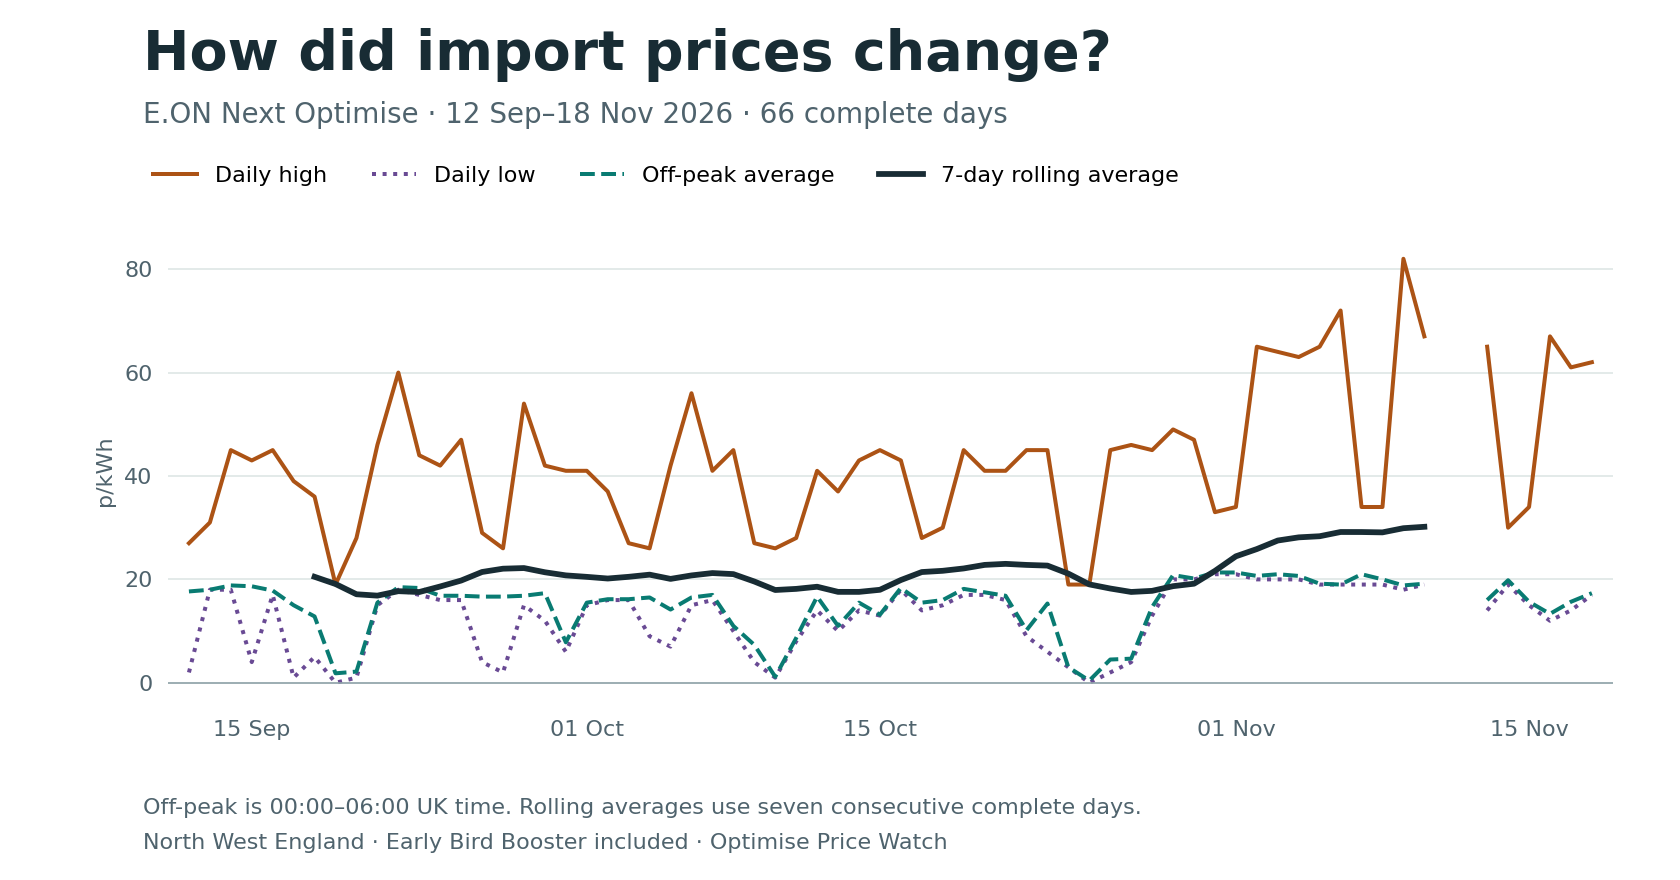 How did import prices change?
E.ON Next Optimise · 12 Sep–18 Nov 2026 · 66 complete days
Daily high Daily low Off-peak average 7-day rolling average
80
60
40
20
0
p/kWh
15 Sep 01 Oct 15 Oct 01 Nov 15 Nov
Off-peak is 00:00–06:00 UK time. Rolling averages use seven consecutive complete days.
North West England · Early Bird Booster included · Optimise Price Watch